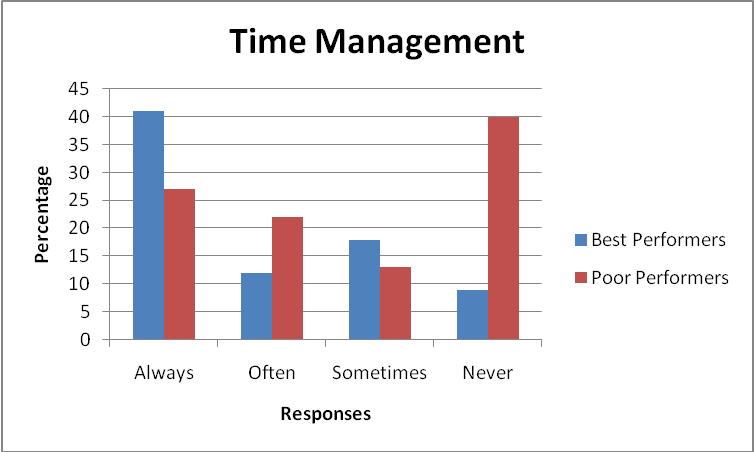 Time Management
45
40
35
30
25
20
15
10
5
0
Percentage
Always Often Sometimes Never
Responses
Best Performers
Poor Performers